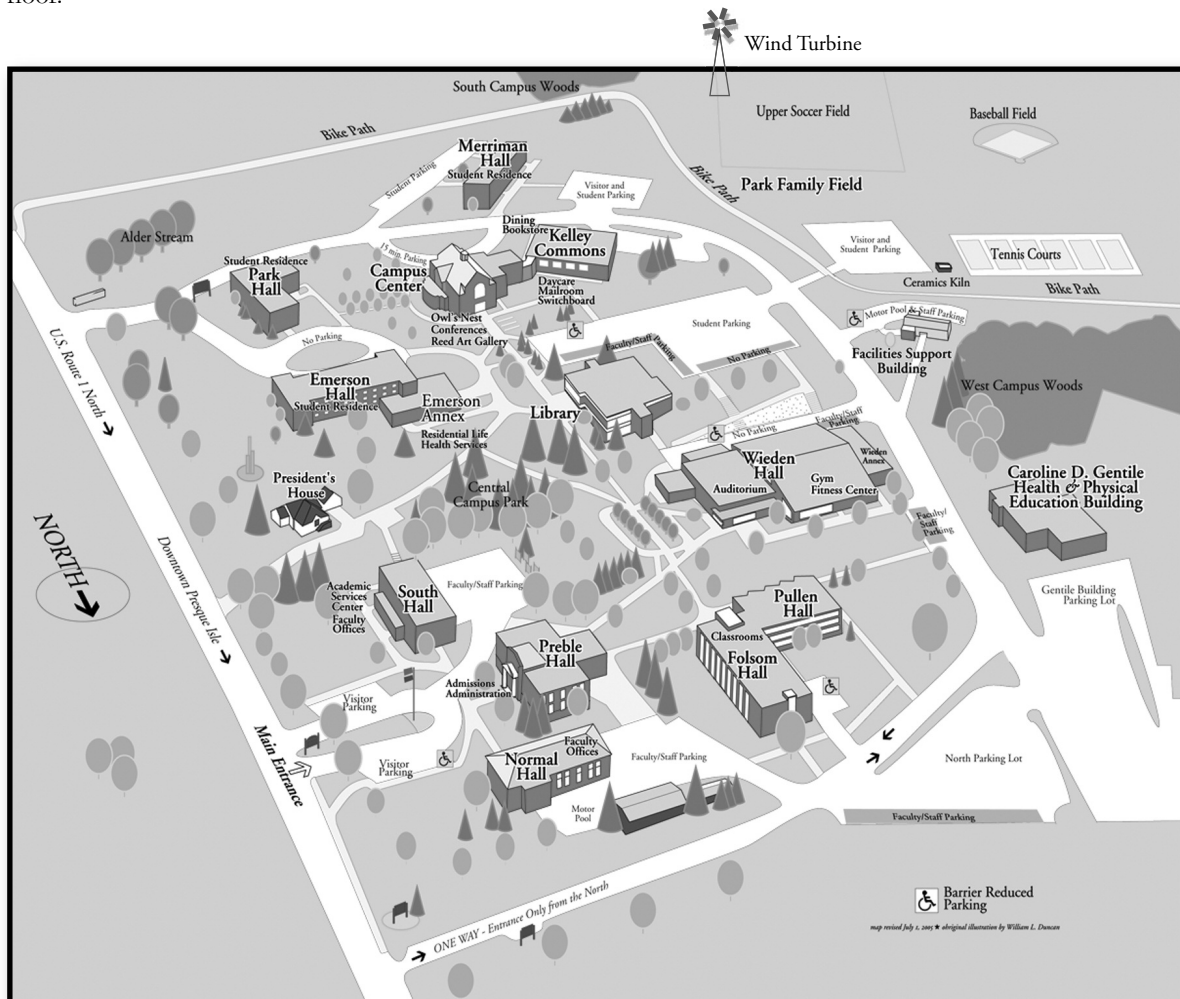 floor.
Wind Turbine
South Campus Woods
Upper Soccer Field
Baseball Field
Bike Path
Merriman
Hall
Student Residence
Student Parking
Visitor and
Student Parking
Bike Path
Park Family Field
Alder Stream
Dining
Bookstore
Kelley
Commons
Visitor and
Student Parking
Tennis Courts
15 min. Parking
Student Residence
Park
Hall
Campus
Center
Daycare
Mailroom
Switchboard
Ceramics Kiln
Bike Path
Owl's Nest
Conferences
Reed Art Gallery
Motor Pool & Staff Parking
Student Parking
No Parking
Faculty/Staff
Parking
No Parking
Facilities Support
Building
U.S. Route 1 North
Emerson
Hall
Student Residence
Emerson
Annex
West Campus Woods
Library
Faculty/Staff
Parking
No Parking
Residential Life
Health Services
Wieden
Hall
Wieden
Annex
Auditorium
Gym
Fitness Center
Caroline D. Gentile
Health & Physical
Education Building
President's
House
Central
Campus Park
Faculty/
Staff
Parking
NORTH
Downtown Presque Isle
Academic
Services
Center
Faculty
Offices
South
Hall
Faculty/Staff Parking
Pullen
Hall
Gentile Building
Parking Lot
Classrooms
Folsom
Hall
Preble
Hall
Admissions
Administration
Visitor
Parking
Main Entrance
Visitor
Parking
Faculty
Offices
Normal
Hall
Faculty/Staff Parking
North Parking Lot
Motor
Pool
Faculty/Staff Parking
ONE WAY - Entrance Only from the North
Barrier Reduced
Parking
map revised July 2, 2005 ★ ohriginal illustration by William L. Duncan